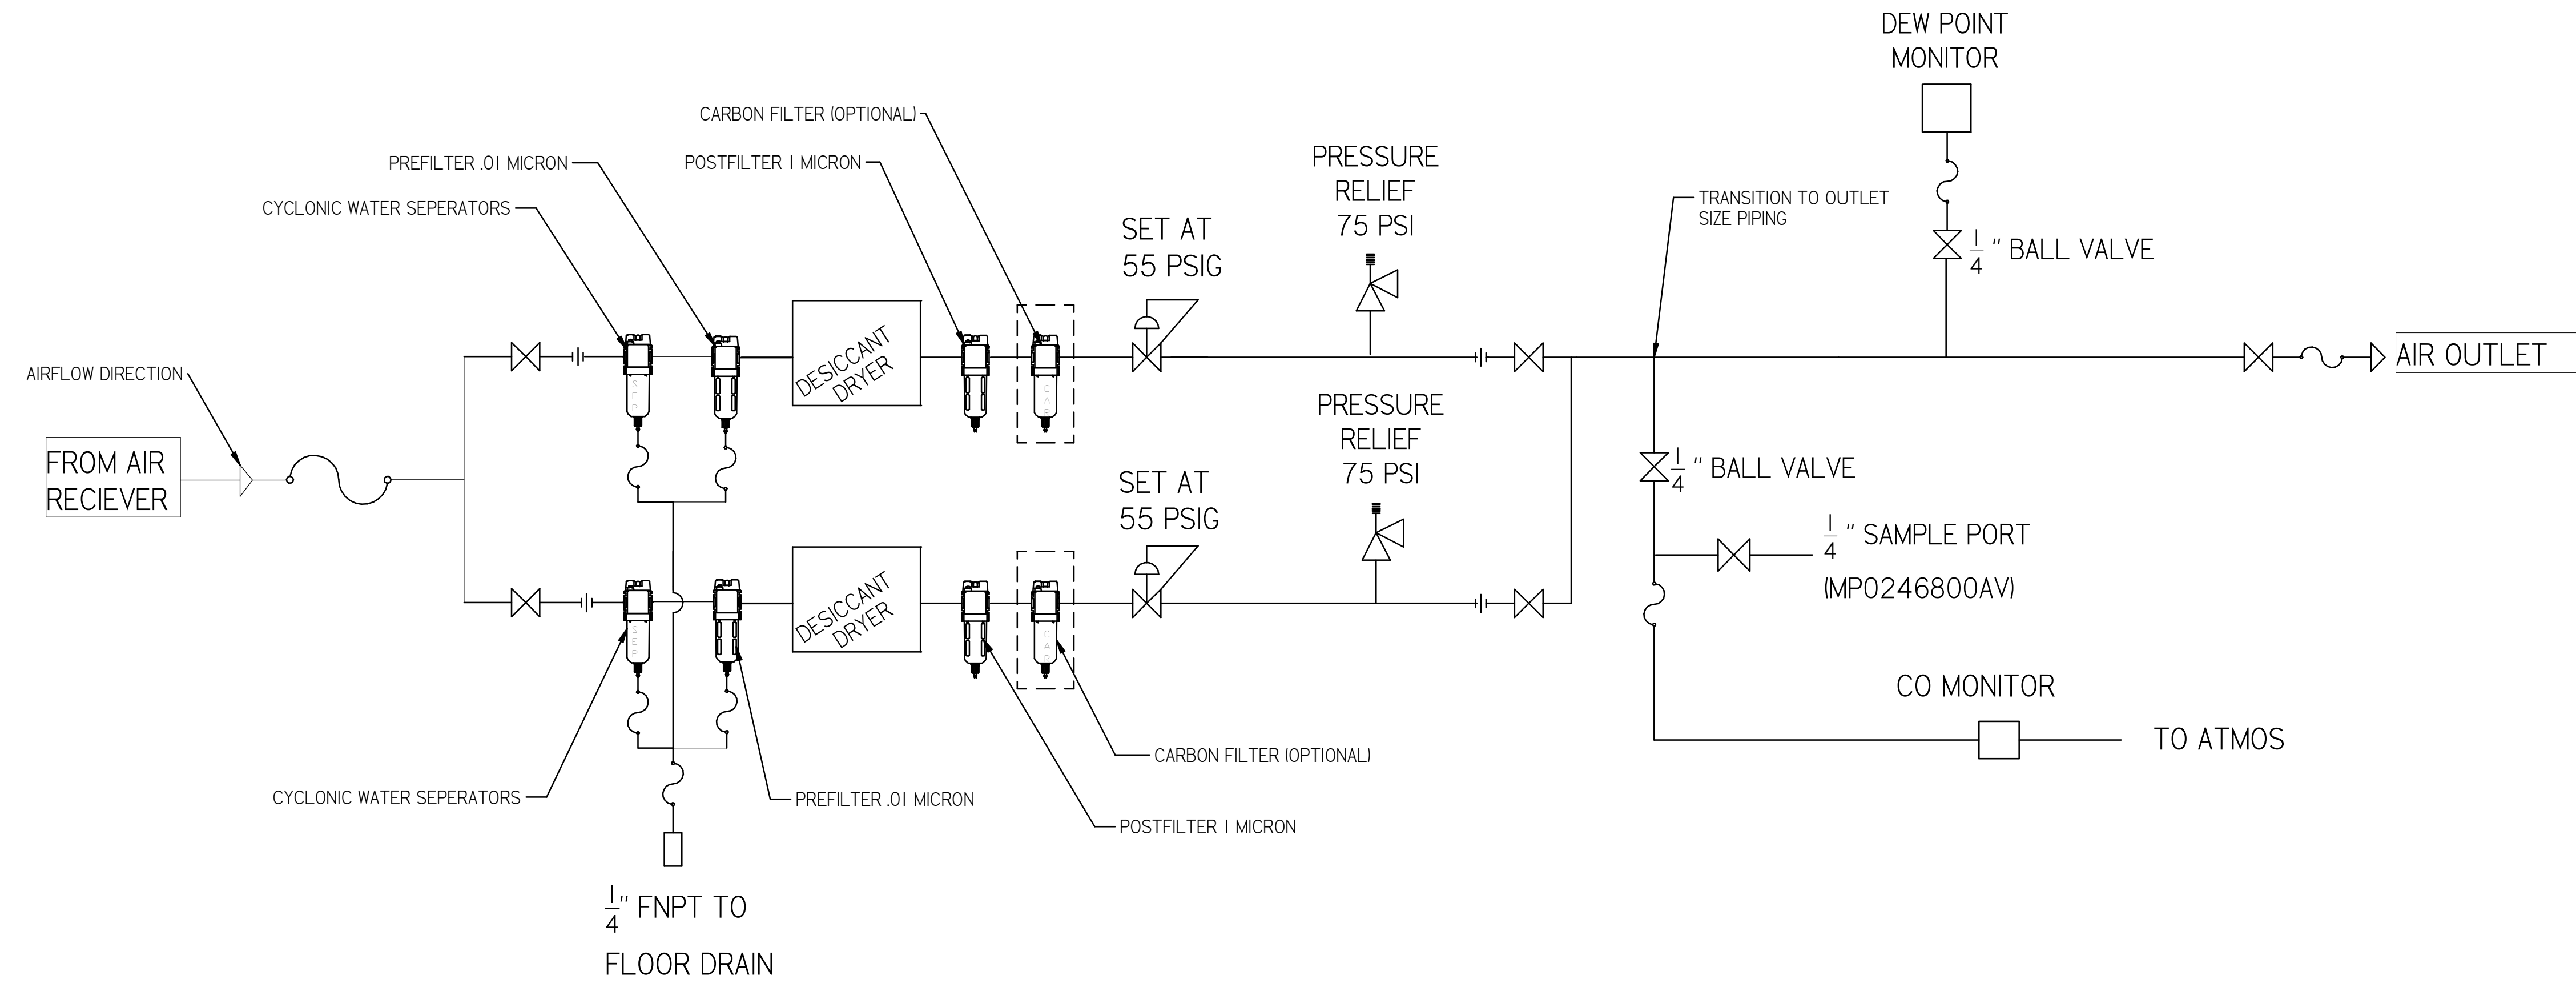 DEW POINT
MONITOR
CARBON FILTER (OPTIONAL)
PREFILTER .01 MICRON
POSTFILTER 1 MICRON
CYCLONIC WATER SEPERATORS
PRESSURE
RELIEF
75 PSI
SET AT
55 PSIG
TRANSITION TO OUTLET
SIZE PIPING
1/4 " BALL VALVE
AIRFLOW DIRECTION
FROM AIR
RECIEVER
SEP
DESICCANT
DRYER
CAR
AIR OUTLET
PRESSURE
RELIEF
75 PSI
SET AT
55 PSIG
1/4 " BALL VALVE
1/4 " SAMPLE PORT
(MP0246800AV)
SEP
DESICCANT
DRYER
CAR
CO MONITOR
TO ATMOS
CARBON FILTER (OPTIONAL)
CYCLONIC WATER SEPERATORS
PREFILTER .01 MICRON
POSTFILTER 1 MICRON
1/4" FNPT TO
FLOOR DRAIN